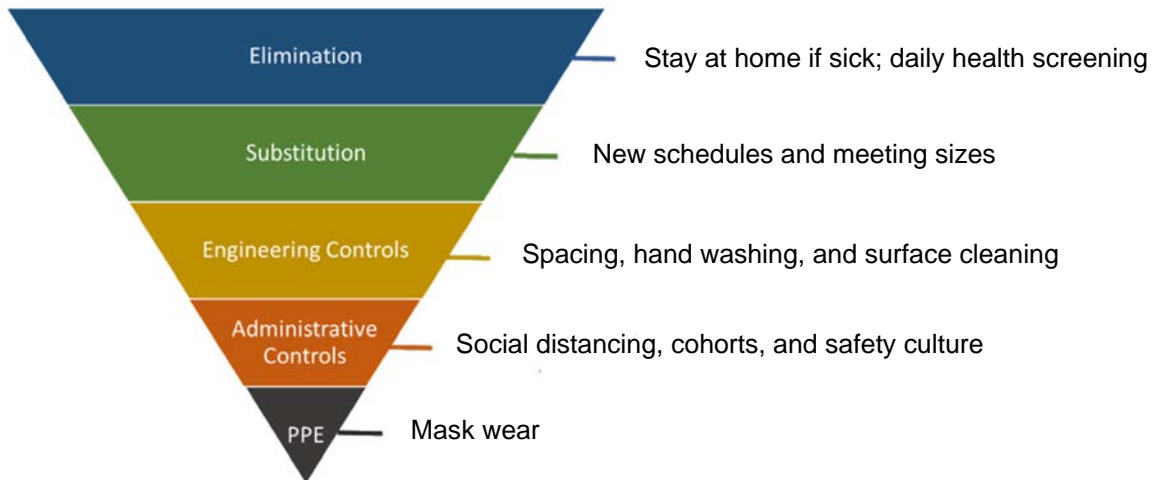 Elimination
Stay at home if sick; daily health screening
Substitution
New schedules and meeting sizes
Engineering Controls
Spacing, hand washing, and surface cleaning
Administrative
Controls
Social distancing, cohorts, and safety culture
PPE
Mask wear